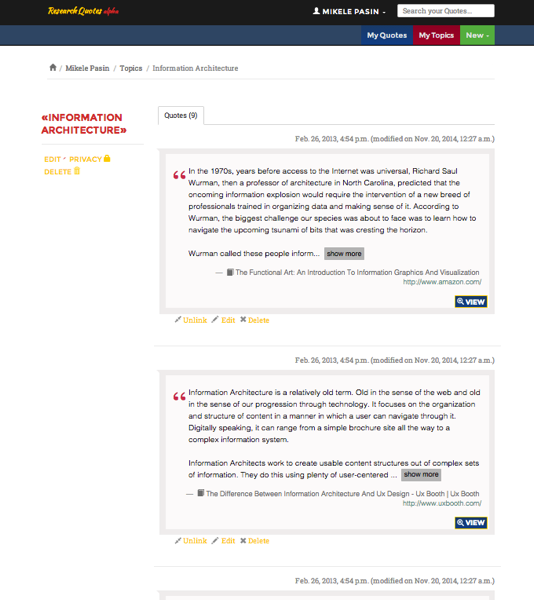 Research Quotes alpha
MIKELE PASIN
Search your Quotes...
My Quotes My Topics New
/ Mikele Pasin / Topics / Information Architecture
«INFORMATION
ARCHITECTURE»
EDIT PRIVACY
DELETE
Quotes (9)
Feb. 26, 2013, 4:54 p.m. (modified on Nov. 20, 2014, 12:27 a.m.)
“ In the 1970s, years before access to the Internet was universal, Richard Saul
Wurman, then a professor of architecture in North Carolina, predicted that the
oncoming information explosion would require the intervention of a new breed of
professionals trained in organizing data and making sense of it. According to
Wurman, the biggest challenge our species was about to face was to learn how to
navigate the upcoming tsunami of bits that was cresting the horizon.
Wurman called these people inform... show more
— The Functional Art: An Introduction To Information Graphics And Visualization
http://www.amazon.com/
VIEW
Unlink Edit Delete
Feb. 26, 2013, 4:54 p.m. (modified on Nov. 20, 2014, 12:27 a.m.)
“ Information Architecture is a relatively old term. Old in the sense of the web and old
in the sense of our progression through technology. It focuses on the organization
and structure of content in a manner in which a user can navigate through it.
Digitally speaking, it can range from a simple brochure site all the way to a
complex information system.
Information Architects work to create usable content structures out of complex sets
of information. They do this using plenty of user-centered ... show more
— The Difference Between Information Architecture And Ux Design - Ux Booth | Ux Booth
http://www.uxbooth.com/
VIEW
Unlink Edit Delete
Feb. 26, 2013, 4:54 p.m. (modified on Nov. 20, 2014, 12:27 a.m.)